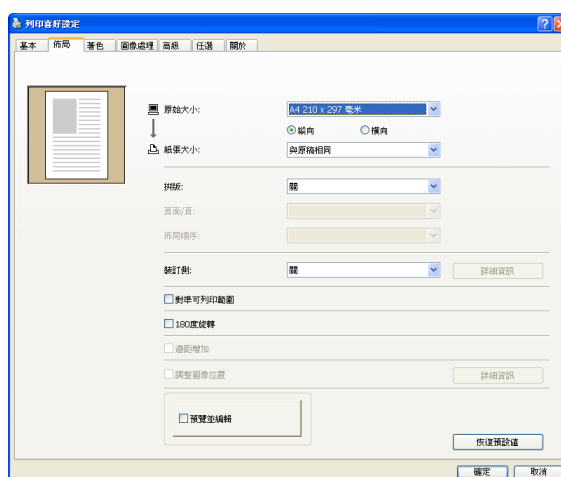 列印喜好設定
基本 佈局 著色 圖像處理 高級 任選 關於
原始大小: A4 210 x 297 毫米
縱向 橫向
紙張大小: 與原稿相同
拼版: 關
頁面/頁:
佈局順序:
裝訂側: 關 詳細資訊
對準可列印範圍
180度旋轉
邊距增加
調整圖像位置 詳細資訊
預覽並編輯
恢復預設值
確定 取消